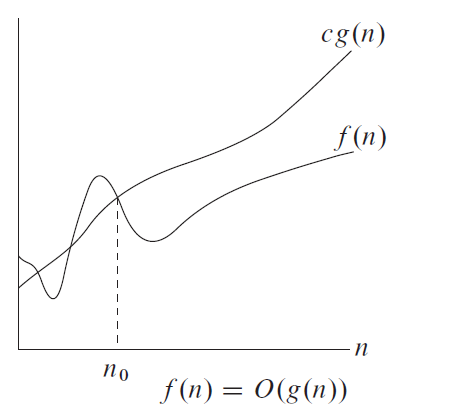 cg(n)
f(n)
n
n₀
f(n) = O(g(n))